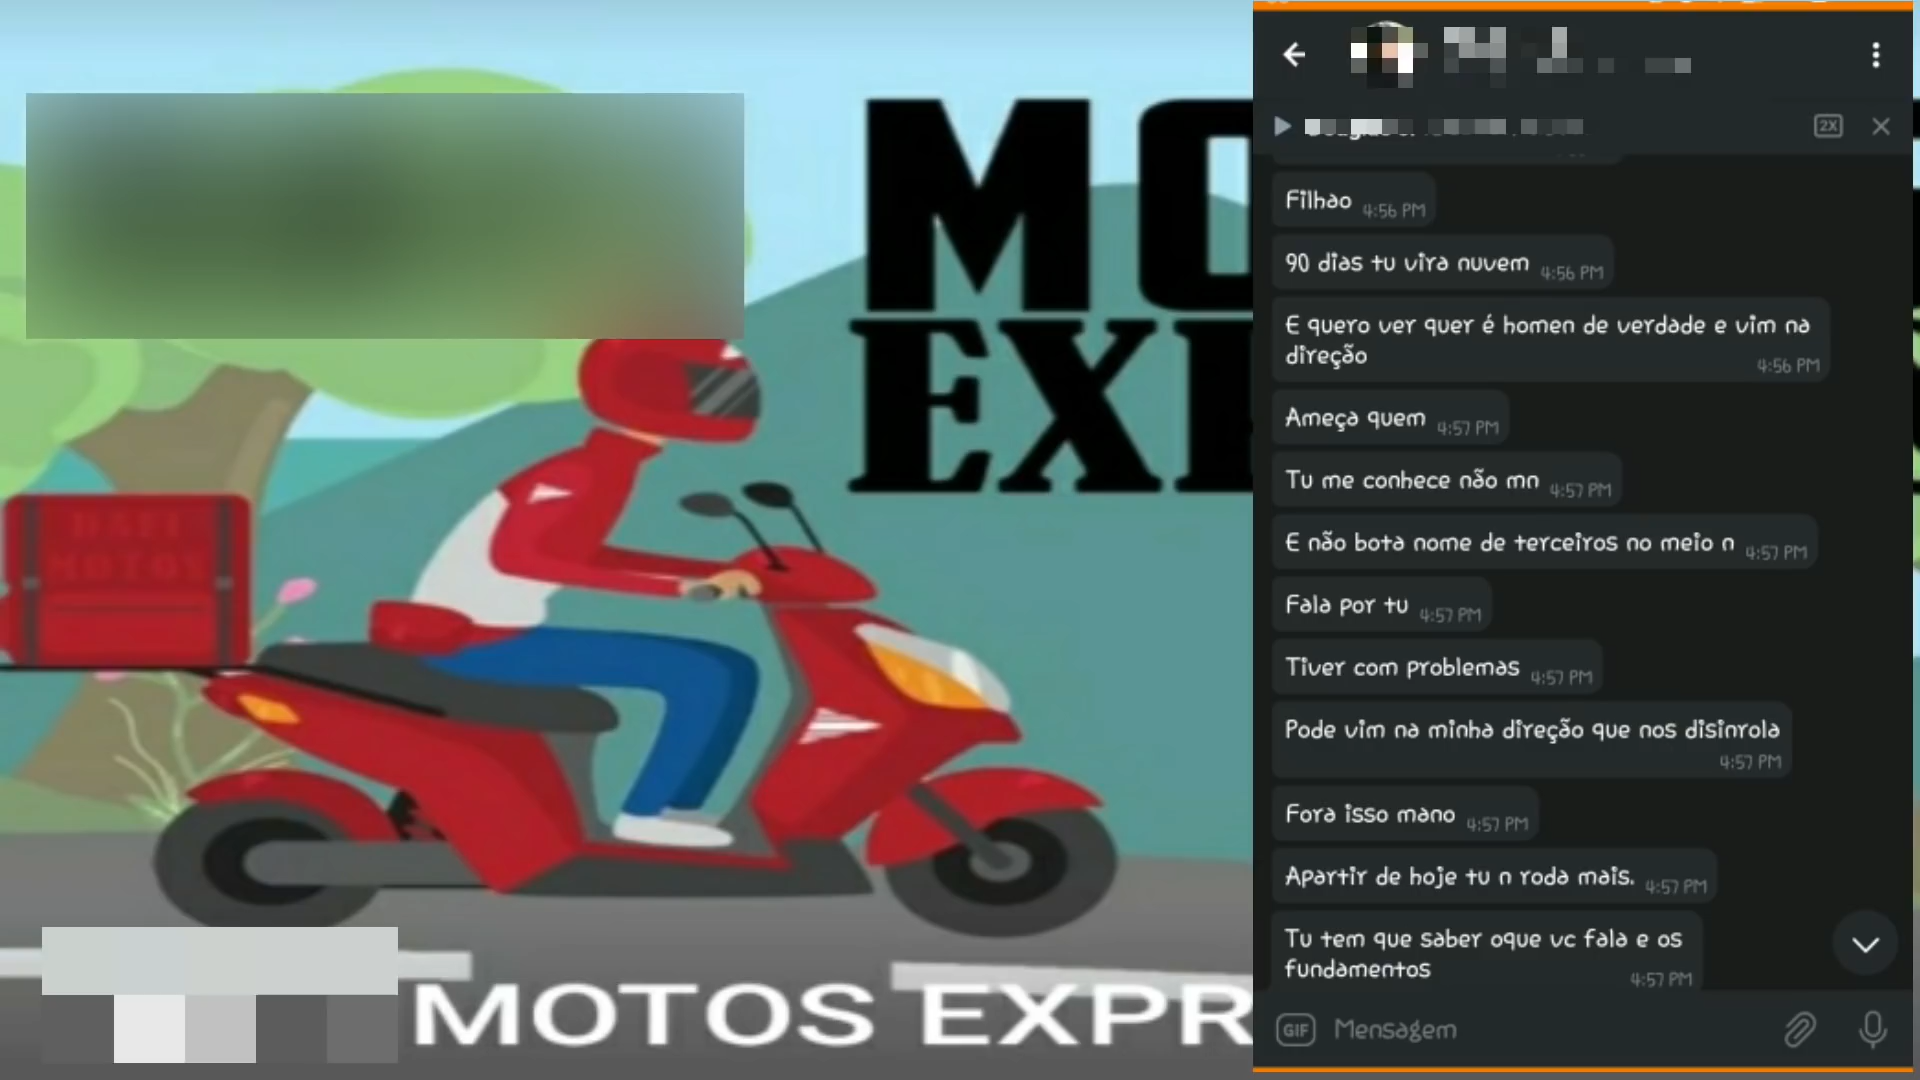 MO
EXP
DAFI
MOTOS
MOTOS EXPR
2X
Filhao 4:56 PM
90 dias tu vira nuvem 4:56 PM
E quero ver quer é homen de verdade e vim na
direção
4:56 PM
Ameça quem 4:57 PM
Tu me conhece não mn 4:57 PM
E não bota nome de terceiros no meio n 4:57 PM
Fala por tu 4:57 PM
Tiver com problemas 4:57 PM
Pode vim na minha direção que nos disinrola
4:57 PM
Fora isso mano 4:57 PM
Apartir de hoje tu n roda mais. 4:57 PM
Tu tem que saber oque vc fala e os
fundamentos 4:57 PM
GIF Mensagem